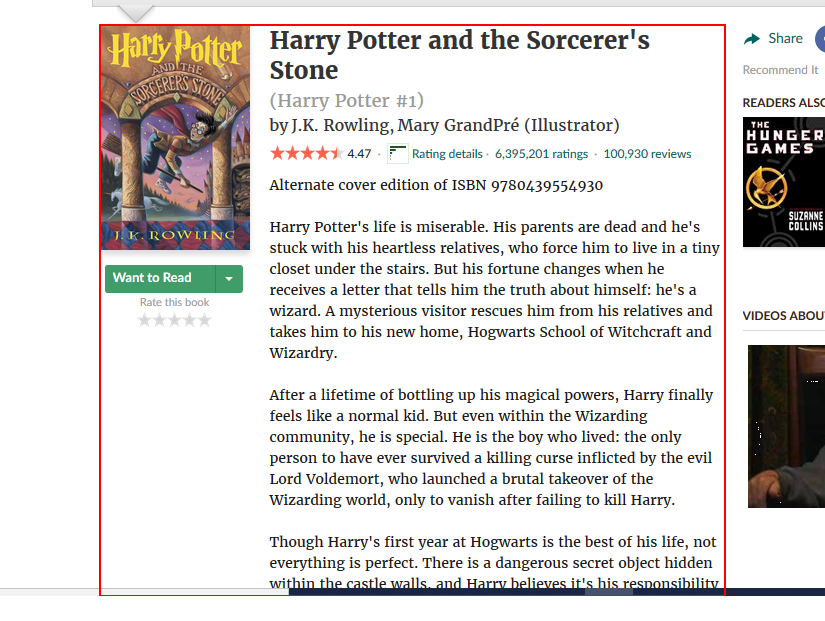 Harry Potter
AND THE
SORCERER'S STONE
J. K. ROWLING
Want to Read
Rate this book
Harry Potter and the Sorcerer's
Stone
(Harry Potter #1)
by J.K. Rowling, Mary GrandPré (Illustrator)
4.47 · Rating details · 6,395,201 ratings · 100,930 reviews
Alternate cover edition of ISBN 9780439554930
Harry Potter's life is miserable. His parents are dead and he's
stuck with his heartless relatives, who force him to live in a tiny
closet under the stairs. But his fortune changes when he
receives a letter that tells him the truth about himself: he's a
wizard. A mysterious visitor rescues him from his relatives and
takes him to his new home, Hogwarts School of Witchcraft and
Wizardry.
After a lifetime of bottling up his magical powers, Harry finally
feels like a normal kid. But even within the Wizarding
community, he is special. He is the boy who lived: the only
person to have ever survived a killing curse inflicted by the evil
Lord Voldemort, who launched a brutal takeover of the
Wizarding world, only to vanish after failing to kill Harry.
Though Harry's first year at Hogwarts is the best of his life, not
everything is perfect. There is a dangerous secret object hidden
within the castle walls, and Harry believes it's his responsibility
Share
Recommend It
READERS ALSO
THE
HUNGER
GAMES
SUZANNE
COLLINS
VIDEOS ABOU